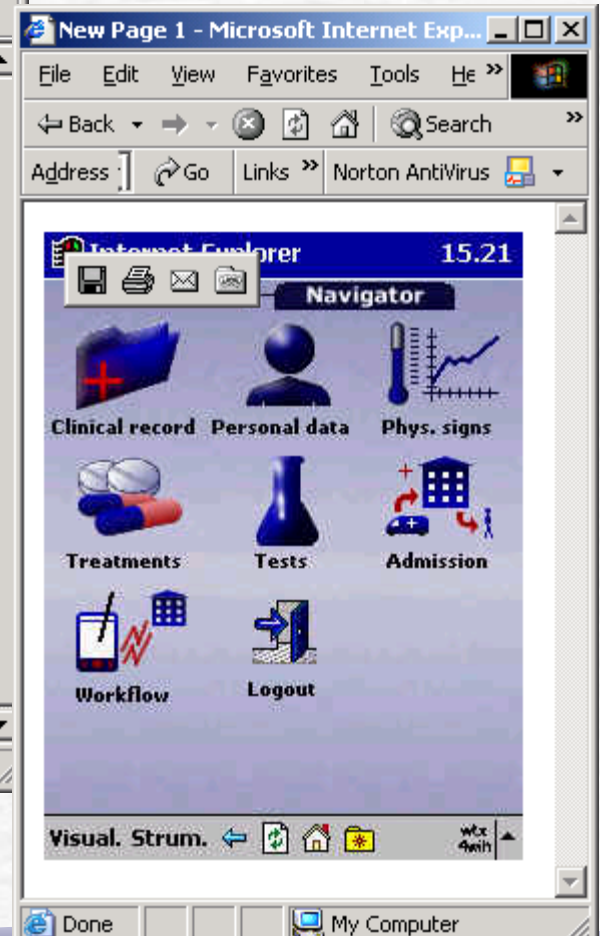 New Page 1 - Microsoft Internet Exp...
File Edit View Favorites Tools He »
Back Search »
Address Go Links » Norton AntiVirus
Internet Explorer 15.21
Navigator
Clinical record Personal data Phys. signs
Treatments Tests Admission
Workflow Logout
Visual. Strum.
Done My Computer